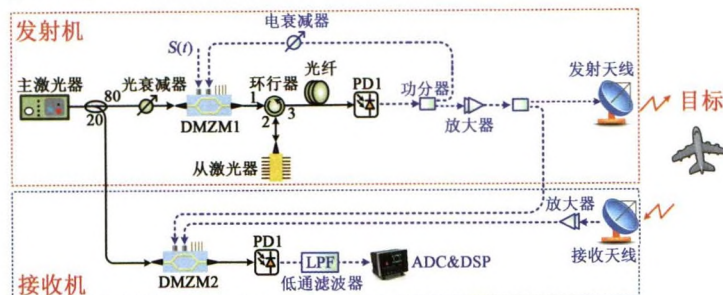 发射机
电衰减器
S(t)
主激光器
80
20
光衰减器
DMZM1
1
环行器
2
3
光纤
PD1
功分器
放大器
发射天线
目标
从激光器
接收机
DMZM2
PD1
LPF
低通滤波器
ADC&DSP
放大器
接收天线